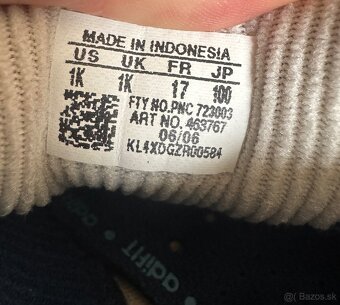 MADE IN INDONESIA
US UK FR JP
1K 1K 17 100
FTY NO.PNC 723003
ART NO. 463767
06/06
KL4XDGZR00584
adiFIT
Bazos.sk